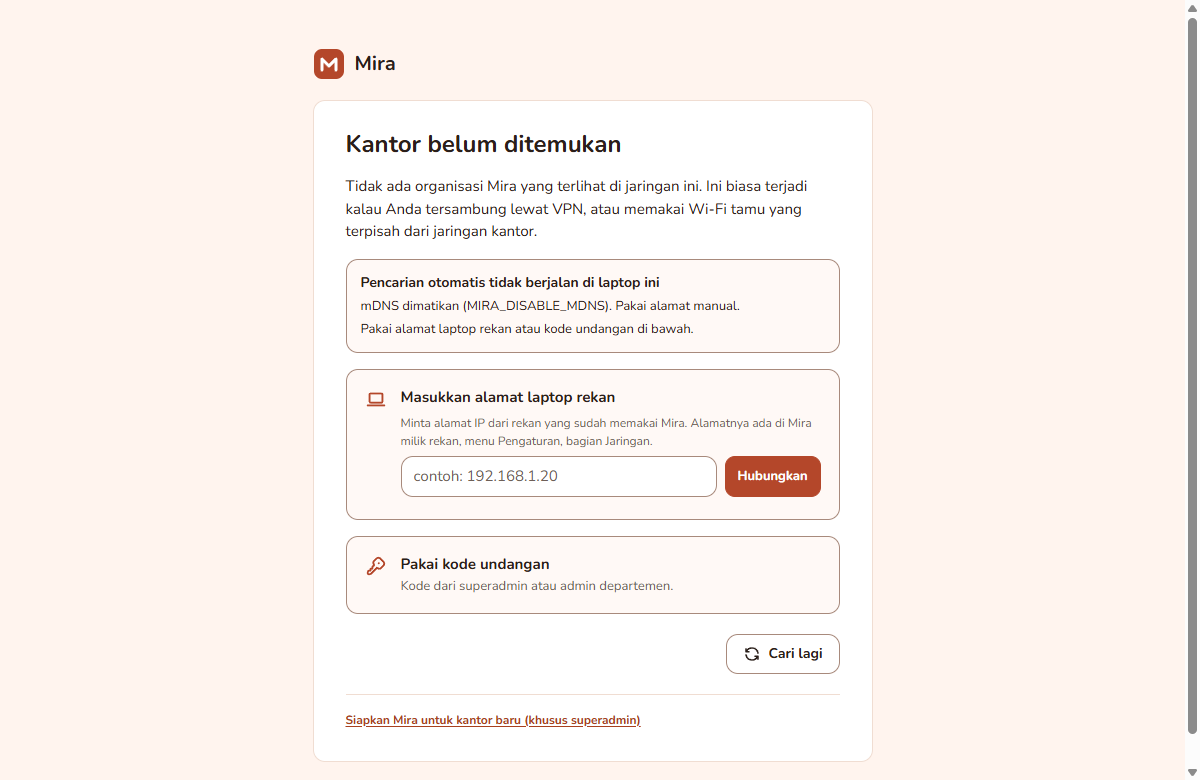 Mira
Kantor belum ditemukan
Tidak ada organisasi Mira yang terlihat di jaringan ini. Ini biasa terjadi
kalau Anda tersambung lewat VPN, atau memakai Wi-Fi tamu yang
terpisah dari jaringan kantor.
Pencarian otomatis tidak berjalan di laptop ini
mDNS dimatikan (MIRA_DISABLE_MDNS). Pakai alamat manual.
Pakai alamat laptop rekan atau kode undangan di bawah.
Masukkan alamat laptop rekan
Minta alamat IP dari rekan yang sudah memakai Mira. Alamatnya ada di Mira
milik rekan, menu Pengaturan, bagian Jaringan.
contoh: 192.168.1.20
Hubungkan
Pakai kode undangan
Kode dari superadmin atau admin departemen.
Cari lagi
Siapkan Mira untuk kantor baru (khusus superadmin)